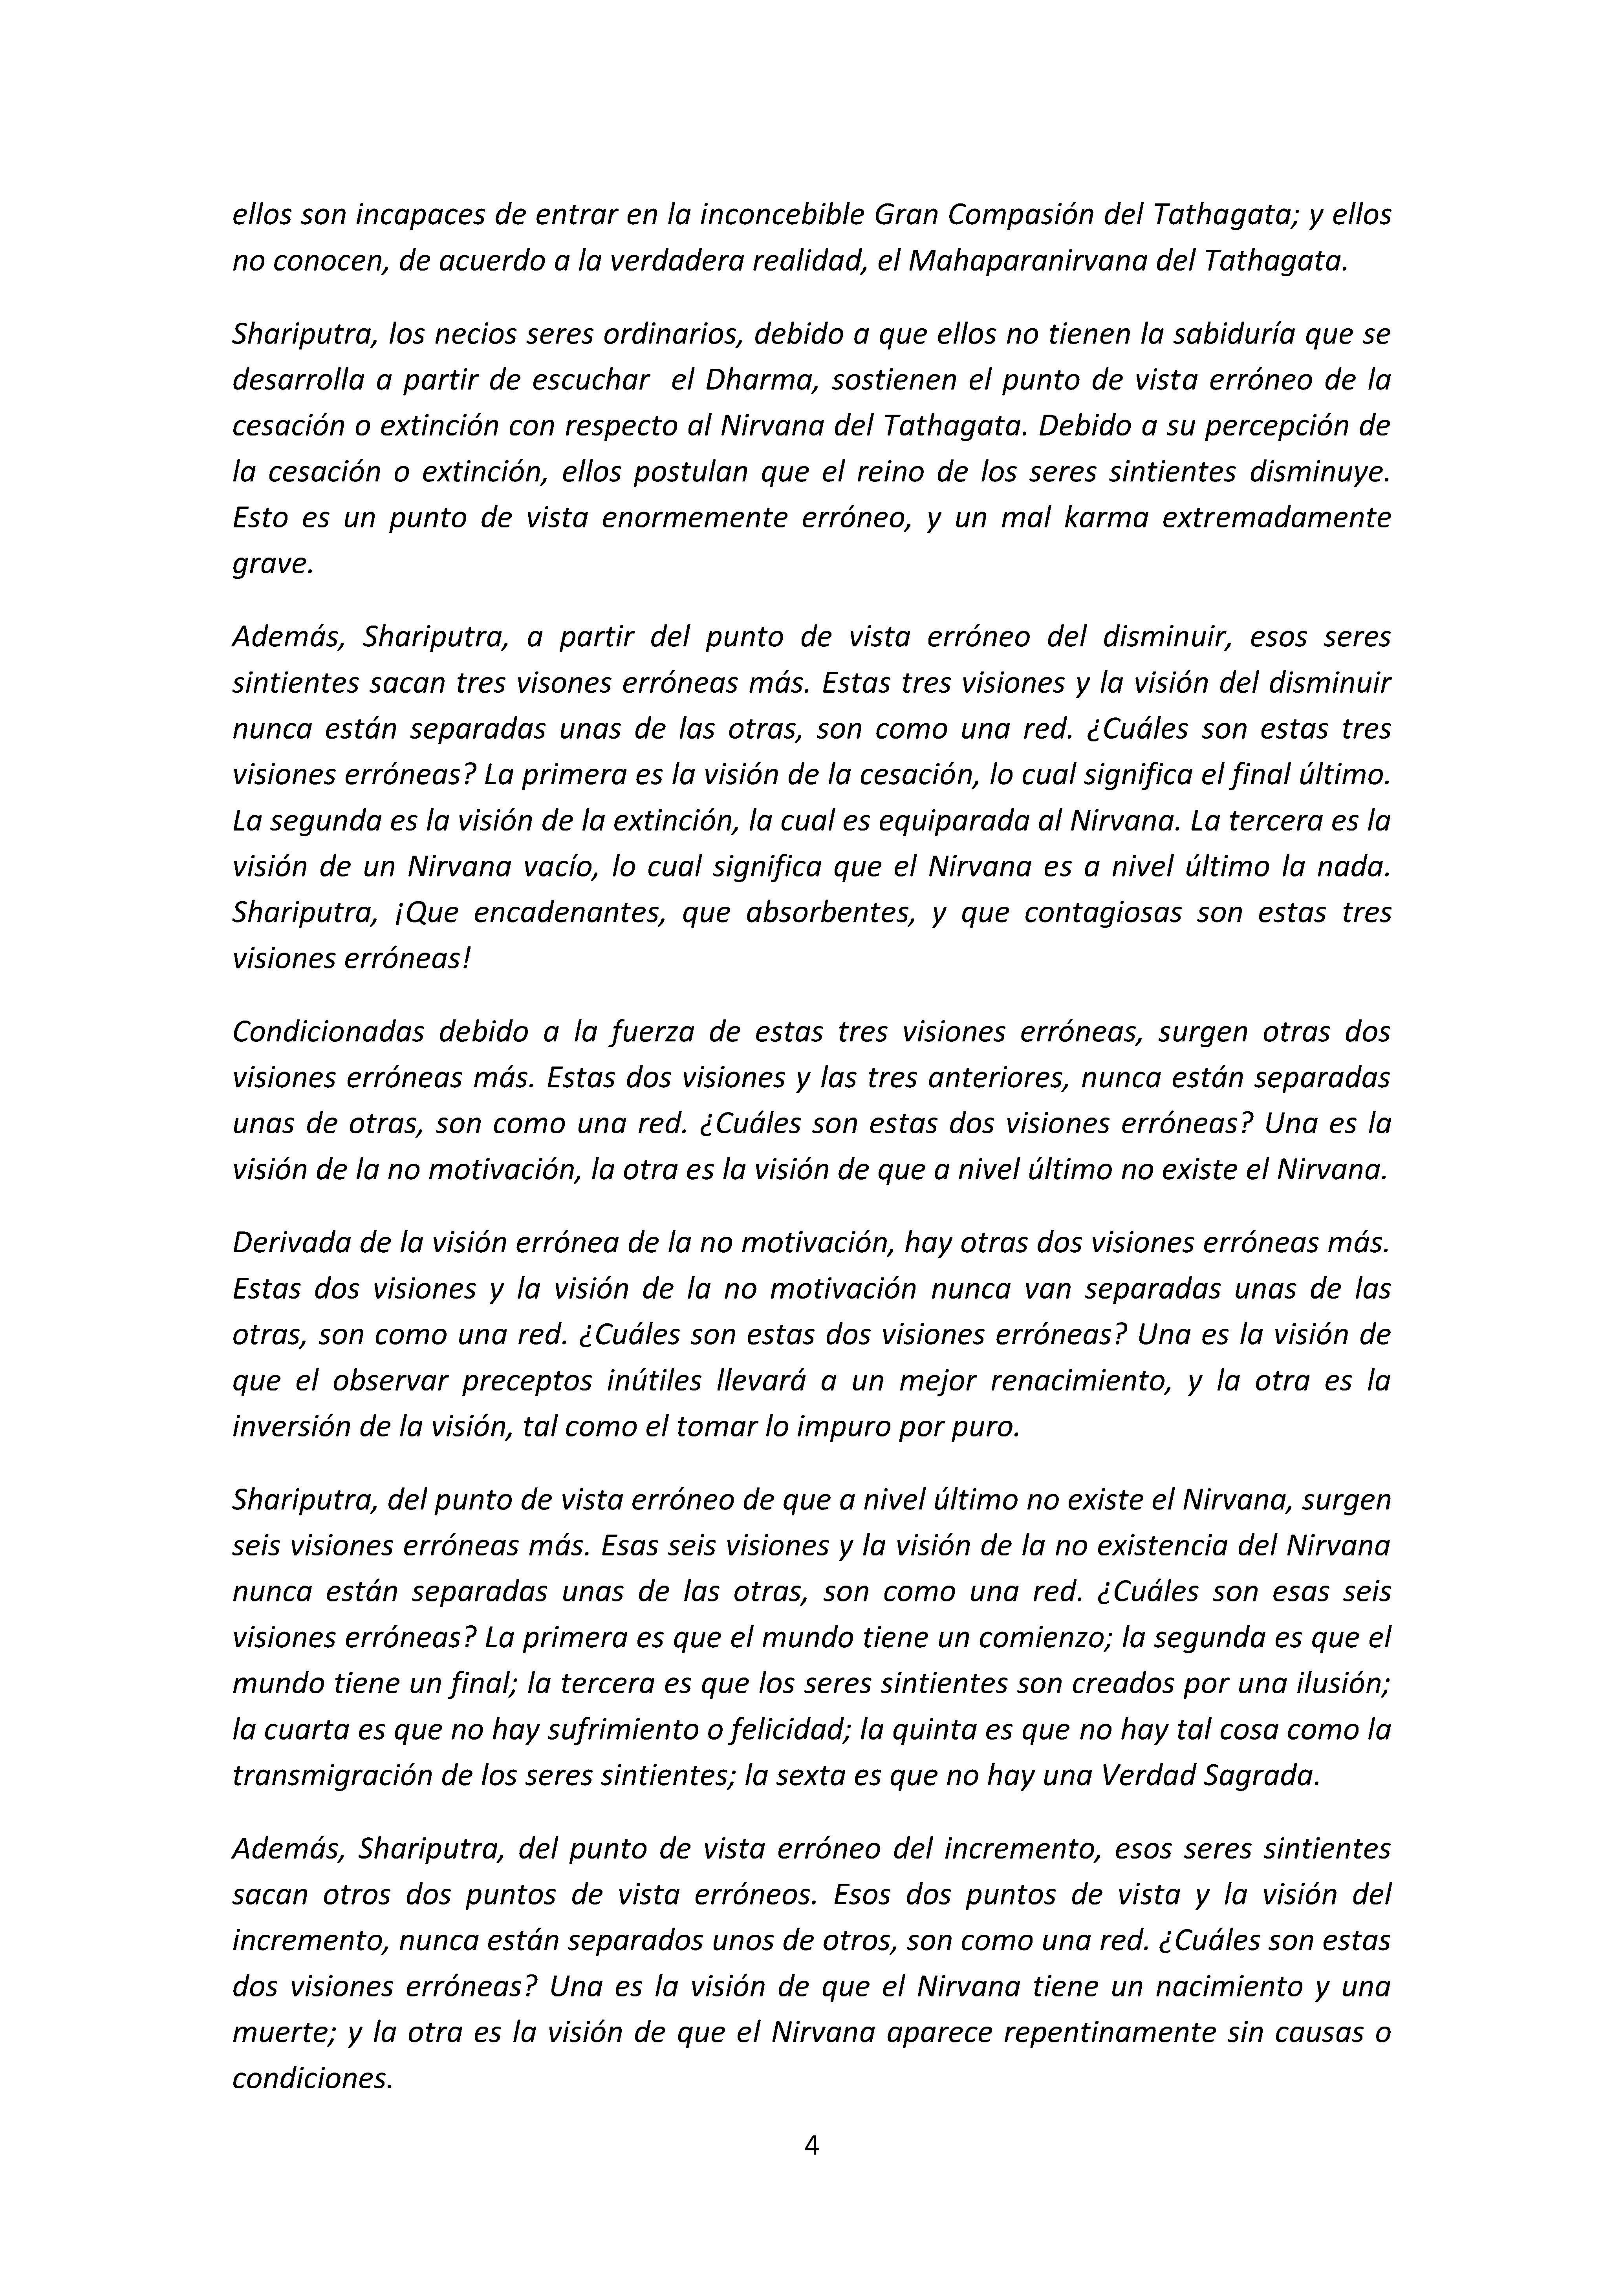 ellos son incapaces de entrar en la inconcebible Gran Compasión del Tathagata; y ellos
no conocen, de acuerdo a la verdadera realidad, el Mahaparanirvana del Tathagata.
Shariputra, los necios seres ordinarios, debido a que ellos no tienen la sabiduría que se
desarrolla a partir de escuchar  el Dharma, sostienen el punto de vista erróneo de la
cesación o extinción con respecto al Nirvana del Tathagata. Debido a su percepción de
la cesación o extinción, ellos postulan que el reino de los seres sintientes disminuye.
Esto es un punto de vista enormemente erróneo, y un mal karma extremadamente
grave.
Además, Shariputra, a partir del punto de vista erróneo del disminuir, esos seres
sintientes sacan tres visones erróneas más. Estas tres visiones y la visión del disminuir
nunca están separadas unas de las otras, son como una red. ¿Cuáles son estas tres
visiones erróneas? La primera es la visión de la cesación, lo cual significa el final último.
La segunda es la visión de la extinción, la cual es equiparada al Nirvana. La tercera es la
visión de un Nirvana vacío, lo cual significa que el Nirvana es a nivel último la nada.
Shariputra, ¡Que encadenantes, que absorbentes, y que contagiosas son estas tres
visiones erróneas!
Condicionadas debido a la fuerza de estas tres visiones erróneas, surgen otras dos
visiones erróneas más. Estas dos visiones y las tres anteriores, nunca están separadas
unas de otras, son como una red. ¿Cuáles son estas dos visiones erróneas? Una es la
visión de la no motivación, la otra es la visión de que a nivel último no existe el Nirvana.
Derivada de la visión errónea de la no motivación, hay otras dos visiones erróneas más.
Estas dos visiones y la visión de la no motivación nunca van separadas unas de las
otras, son como una red. ¿Cuáles son estas dos visiones erróneas? Una es la visión de
que el observar preceptos inútiles llevará a un mejor renacimiento, y la otra es la
inversión de la visión, tal como el tomar lo impuro por puro.
Shariputra, del punto de vista erróneo de que a nivel último no existe el Nirvana, surgen
seis visiones erróneas más. Esas seis visiones y la visión de la no existencia del Nirvana
nunca están separadas unas de las otras, son como una red. ¿Cuáles son esas seis
visiones erróneas? La primera es que el mundo tiene un comienzo; la segunda es que el
mundo tiene un final; la tercera es que los seres sintientes son creados por una ilusión;
la cuarta es que no hay sufrimiento o felicidad; la quinta es que no hay tal cosa como la
transmigración de los seres sintientes; la sexta es que no hay una Verdad Sagrada.
Además, Shariputra, del punto de vista erróneo del incremento, esos seres sintientes
sacan otros dos puntos de vista erróneos. Esos dos puntos de vista y la visión del
incremento, nunca están separados unos de otros, son como una red. ¿Cuáles son estas
dos visiones erróneas? Una es la visión de que el Nirvana tiene un nacimiento y una
muerte; y la otra es la visión de que el Nirvana aparece repentinamente sin causas o
condiciones.
4